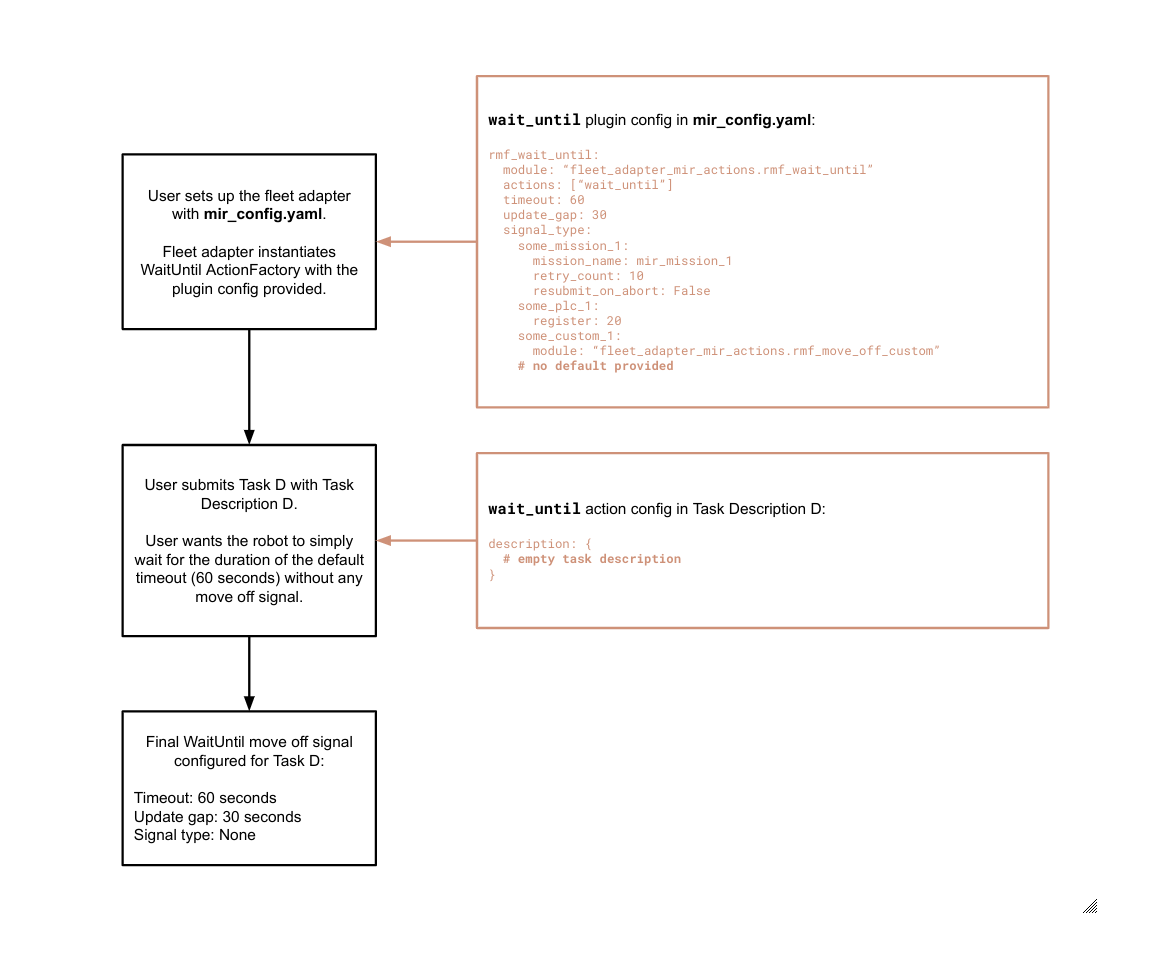 User sets up the fleet adapter
with mir_config.yaml.
Fleet adapter instantiates
WaitUntil ActionFactory with the
plugin config provided.
wait_until plugin config in mir_config.yaml:
rmf_wait_until:
  module: “fleet_adapter_mir_actions.rmf_wait_until”
  actions: [“wait_until”]
  timeout: 60
  update_gap: 30
  signal_type:
    some_mission_1:
      mission_name: mir_mission_1
      retry_count: 10
      resubmit_on_abort: False
    some_plc_1:
      register: 20
    some_custom_1:
      module: “fleet_adapter_mir_actions.rmf_move_off_custom”
    # no default provided
User submits Task D with Task
Description D.
User wants the robot to simply
wait for the duration of the default
timeout (60 seconds) without any
move off signal.
wait_until action config in Task Description D:
description: {
  # empty task description
}
Final WaitUntil move off signal
configured for Task D:
Timeout: 60 seconds
Update gap: 30 seconds
Signal type: None